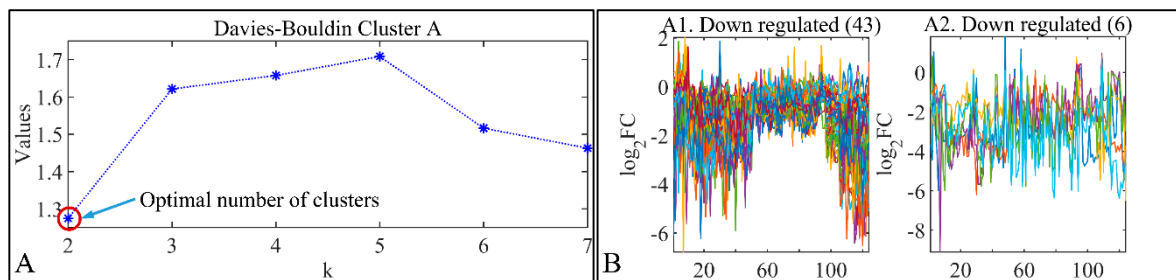 Davies-Bouldin Cluster A
1.7
1.6
1.5
1.4
1.3
Values
Optimal number of clusters
2 3 4 5 6 7
k
A
A1. Down regulated (43)
2
0
-2
-4
-6
log2FC
20 60 100
A2. Down regulated (6)
0
-2
-4
-6
-8
log2FC
20 60 100
B